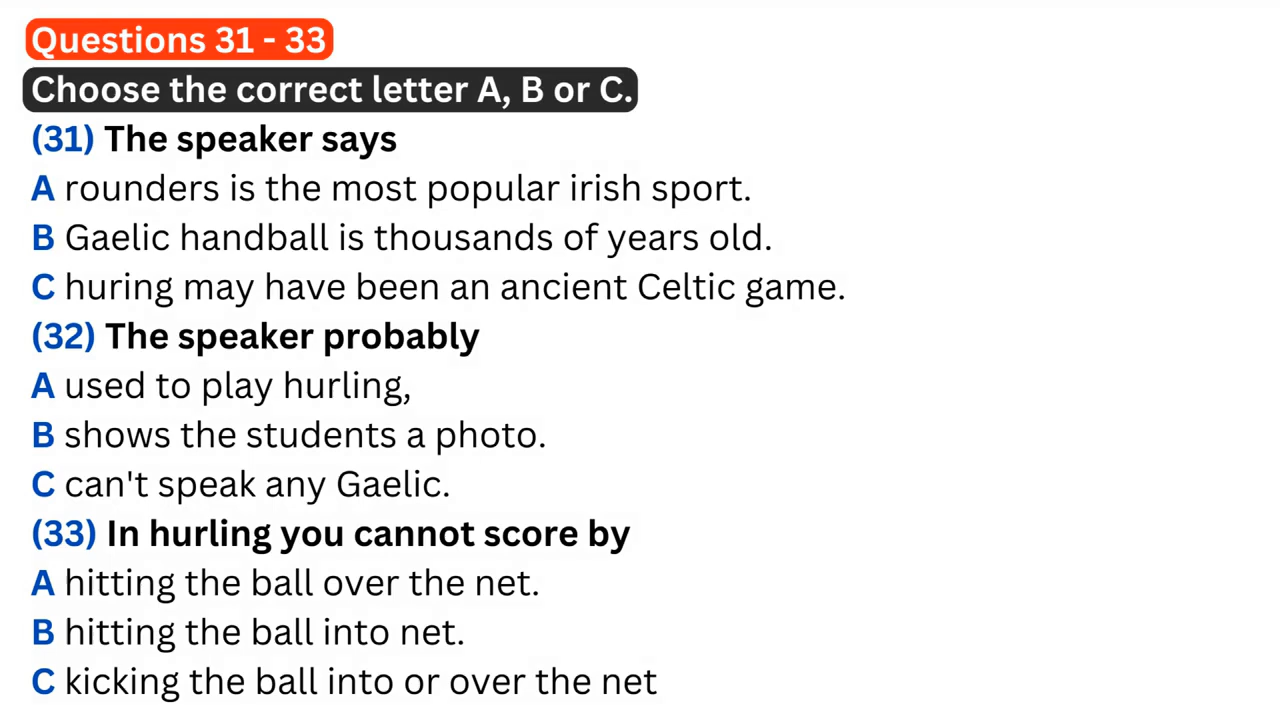 Questions 31 - 33
Choose the correct letter A, B or C.
(31) The speaker says
A rounders is the most popular irish sport.
B Gaelic handball is thousands of years old.
C huring may have been an ancient Celtic game.
(32) The speaker probably
A used to play hurling,
B shows the students a photo.
C can't speak any Gaelic.
(33) In hurling you cannot score by
A hitting the ball over the net.
B hitting the ball into net.
C kicking the ball into or over the net